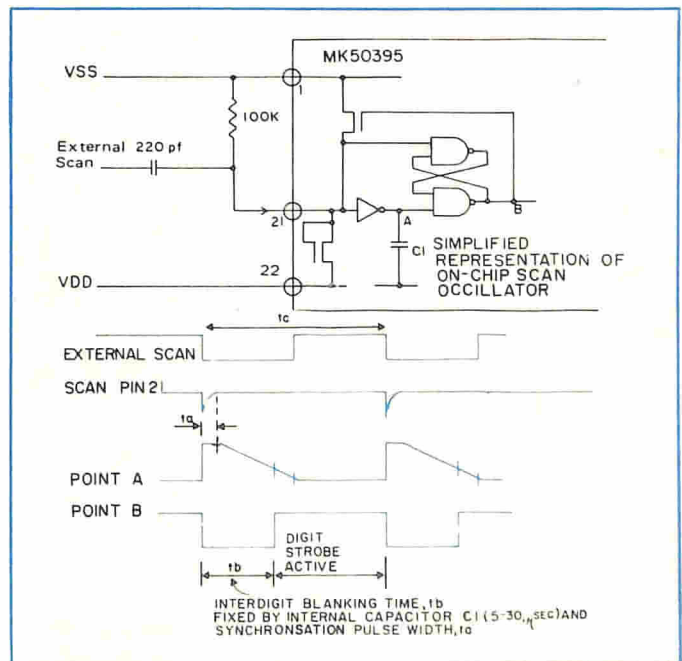 MK50395
VSS
1
100K
External 220 pf
Scan
21
A
B
C1
SIMPLIFIED
REPRESENTATION OF
ON-CHIP SCAN
OCCILLATOR
22
VDD
tc
EXTERNAL SCAN
SCAN PIN 21
ta
POINT A
POINT B
DIGIT
STROBE
ACTIVE
tb
INTERDIGIT BLANKING TIME, tb
FIXED BY INTERNAL CAPACITOR C1 (5-30, SEC) AND
SYNCHRONSATION PULSE WIDTH, ta